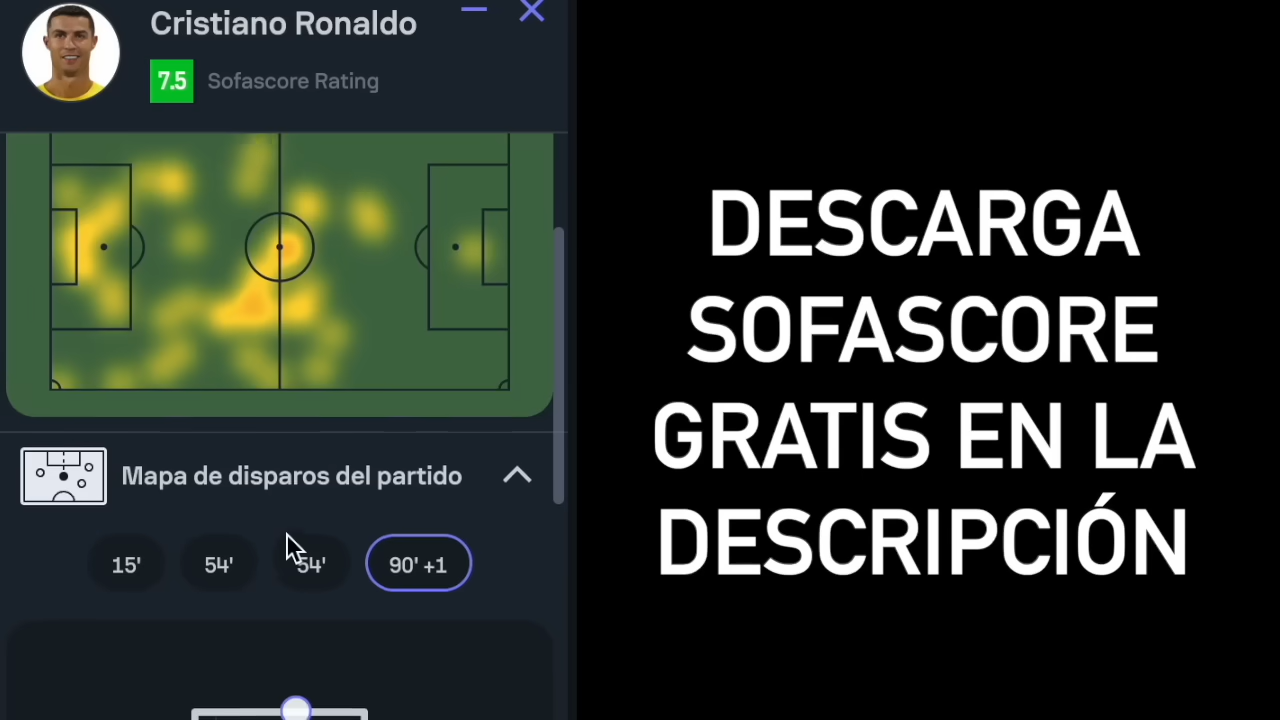 Cristiano Ronaldo
7.5 Sofascore Rating
Mapa de disparos del partido
15' 54' 54' 90' +1
DESCARGA
SOFASCORE
GRATIS EN LA
DESCRIPCIÓN